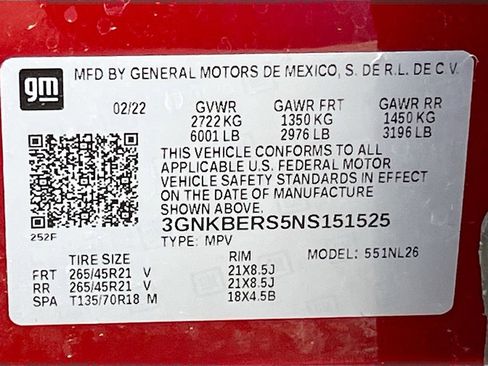 gm
MFD BY GENERAL MOTORS DE MEXICO, S. DE R.L. DE C.V.
02/22 GVWR GAWR FRT GAWR RR
2722 KG 1350 KG 1450 KG
6001 LB 2976 LB 3196 LB
THIS VEHICLE CONFORMS TO ALL
APPLICABLE U.S. FEDERAL MOTOR
VEHICLE SAFETY STANDARDS IN EFFECT
ON THE DATE OF MANUFACTURE
SHOWN ABOVE.
252F
3GNKBERS5NS151525
TYPE: MPV MODEL: 551NL26
TIRE SIZE RIM
FRT 265/45R21 V 21X8.5J
RR 265/45R21 V 21X8.5J
SPA T135/70R18 M 18X4.5B